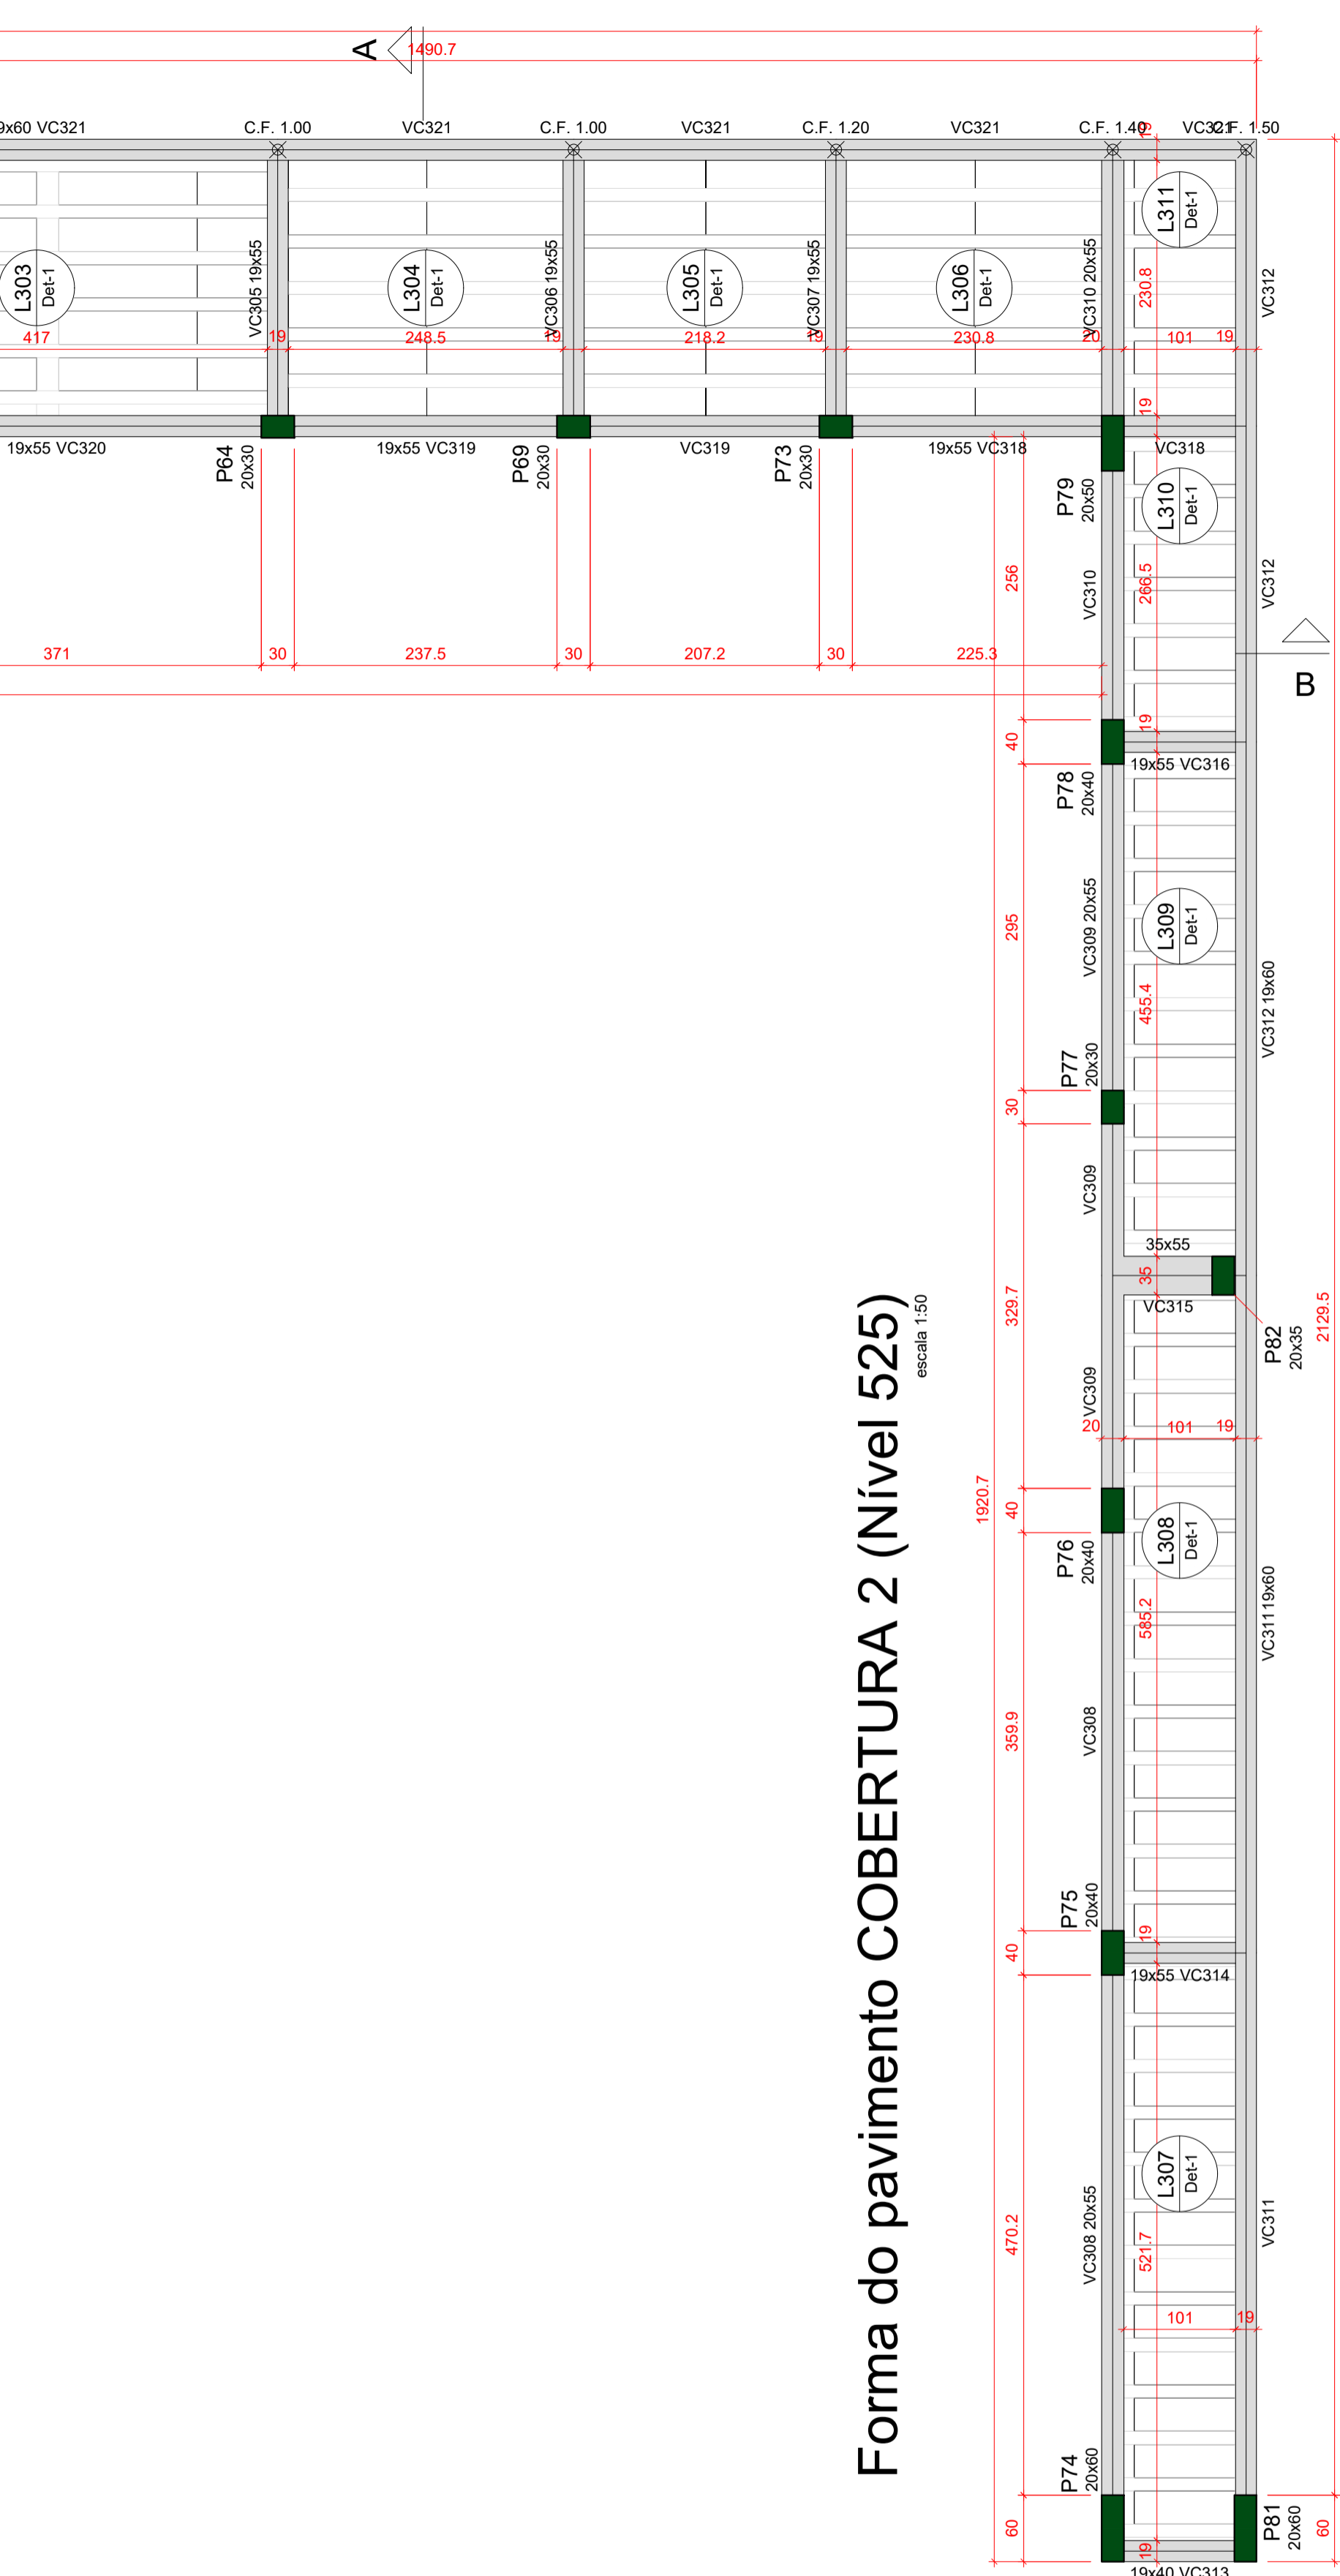 A
1490.7
9x60 VC321
C.F. 1.00
VC321
C.F. 1.00
VC321
C.F. 1.20
VC321
C.F. 1.40
VC321
C.F. 1.50
19
L303
Det-1
VC305 19x55
L304
Det-1
VC306 19x55
L305
Det-1
VC307 19x55
L306
Det-1
VC310 20x55
L311
Det-1
230.8
VC312
417
19
248.5
19
218.2
19
230.8
20
101
19
19
19x55 VC320
P64
20x30
19x55 VC319
P69
20x30
VC319
P73
20x30
19x55 VC318
P79
20x50
VC318
L310
Det-1
256
VC310
266.5
VC312
371
30
237.5
30
207.2
30
225.3
B
40
19
P78
20x40
19x55 VC316
295
VC309 20x55
L309
Det-1
455.4
VC312 19x60
P77
20x30
30
VC309
35x55
35
VC315
P82
20x35
2129.5
329.7
VC309
20
101
19
Forma do pavimento COBERTURA 2 (Nível 525)
escala 1:50
1920.7
40
P76
20x40
L308
Det-1
585.2
VC311 19x60
359.9
VC308
P75
20x40
40
19
19x55 VC314
L307
Det-1
470.2
VC308 20x55
521.7
VC311
101
19
P74
20x60
60
19
P81
20x60
60
19x40 VC313